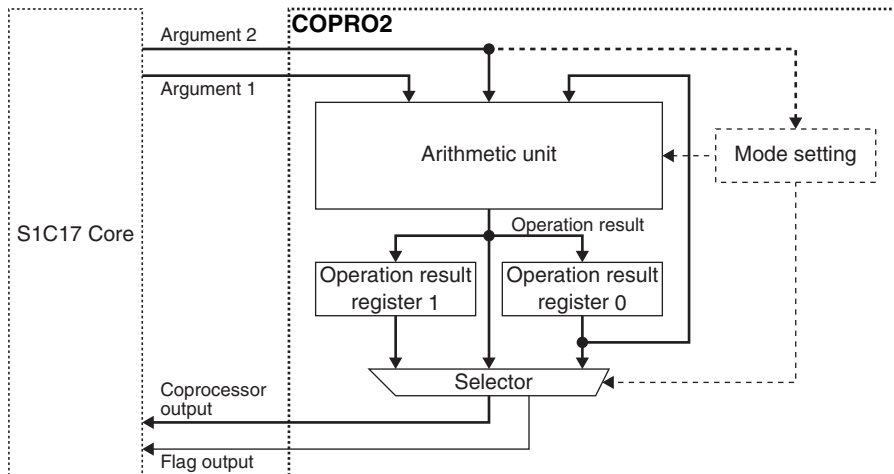 COPRO2
Argument 2
Argument 1
Arithmetic unit
Mode setting
S1C17 Core
Operation result
Operation result
register 1
Operation result
register 0
Selector
Coprocessor
output
Flag output